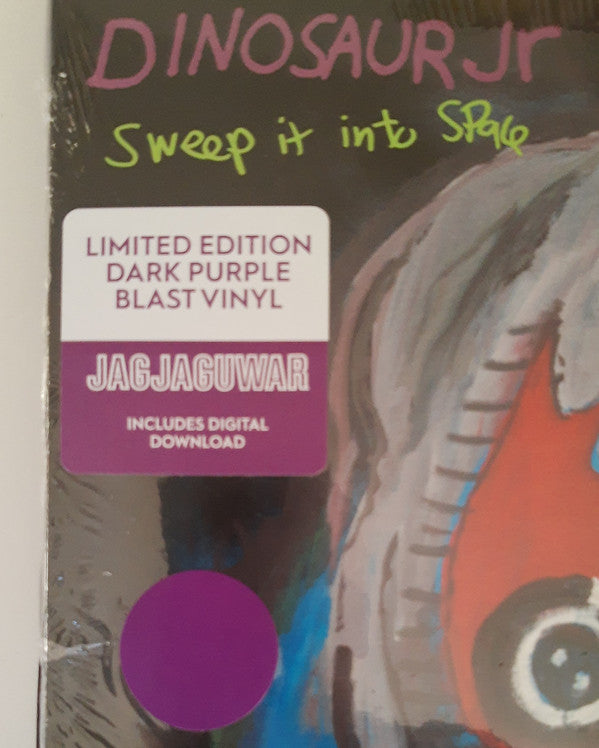 DINOSAUR Jr
Sweep it into Space
LIMITED EDITION
DARK PURPLE
BLAST VINYL
JAGJAGUWAR
INCLUDES DIGITAL
DOWNLOAD